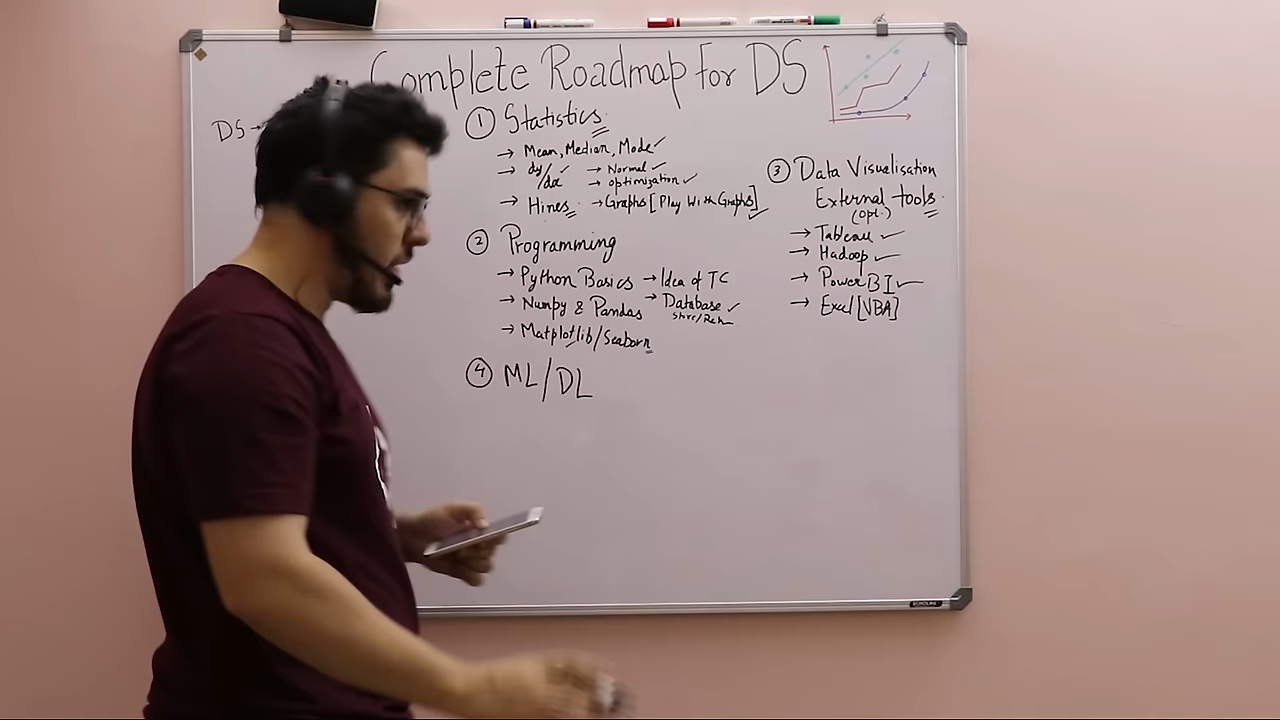 Complete Roadmap for DS
DS →
① Statistics
→ Mean, Median, Mode ✓
→ dy/dx ✓ → Normal ✓
→ optimization ✓
→ Hines → Graphs [Play With Graphs] ✓
② Programming
→ Python Basics → Idea of TC
→ Numpy & Pandas → Database ✓
→ Matplotlib/Seaborn
④ ML/DL
③ Data Visualisation
External tools
(Opt.)
→ Tableau ✓
→ Hadoop ✓
→ Power BI ✓
→ Excel [VBA]